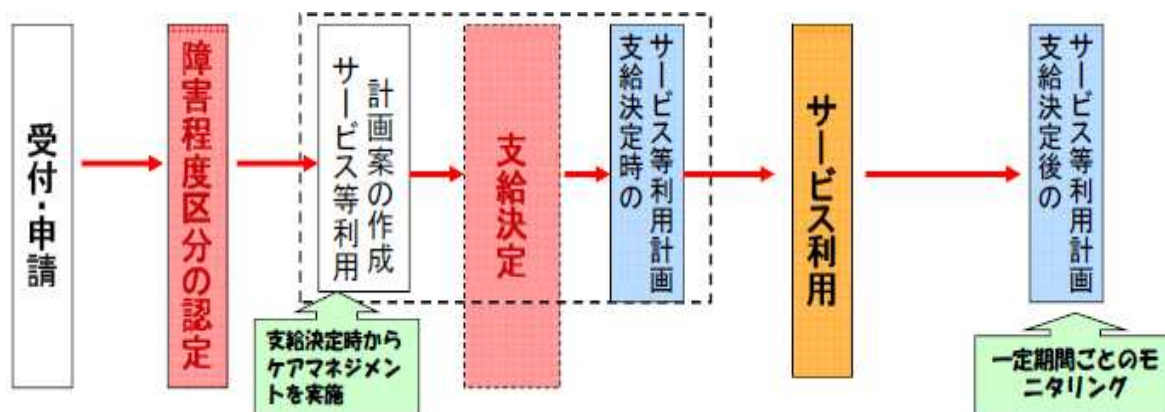 受付・申請
障害程度区分の認定
サービス等利用
計画案の作成
支給決定
支給決定時の
サービス等利用計画
サービス利用
支給決定後の
サービス等利用計画
支給決定時から
ケアマネジメン
トを実施
一定期間ごとのモ
ニタリング